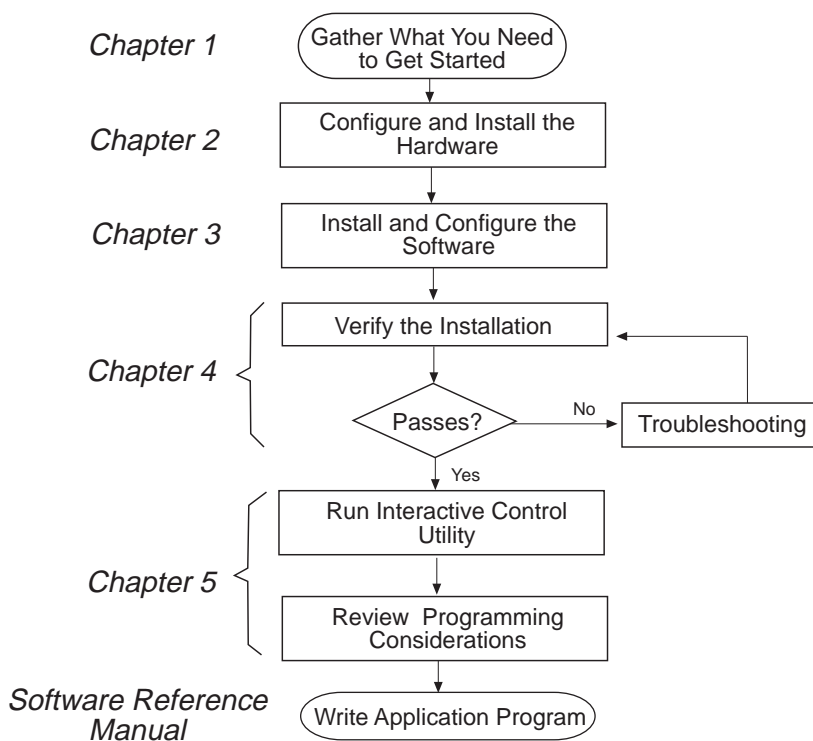 Chapter 1
Gather What You Need
to Get Started
Chapter 2
Configure and Install the
Hardware
Chapter 3
Install and Configure the
Software
Chapter 4
Verify the Installation
Passes?
No
Troubleshooting
Yes
Chapter 5
Run Interactive Control
Utility
Review Programming
Considerations
Software Reference
Manual
Write Application Program